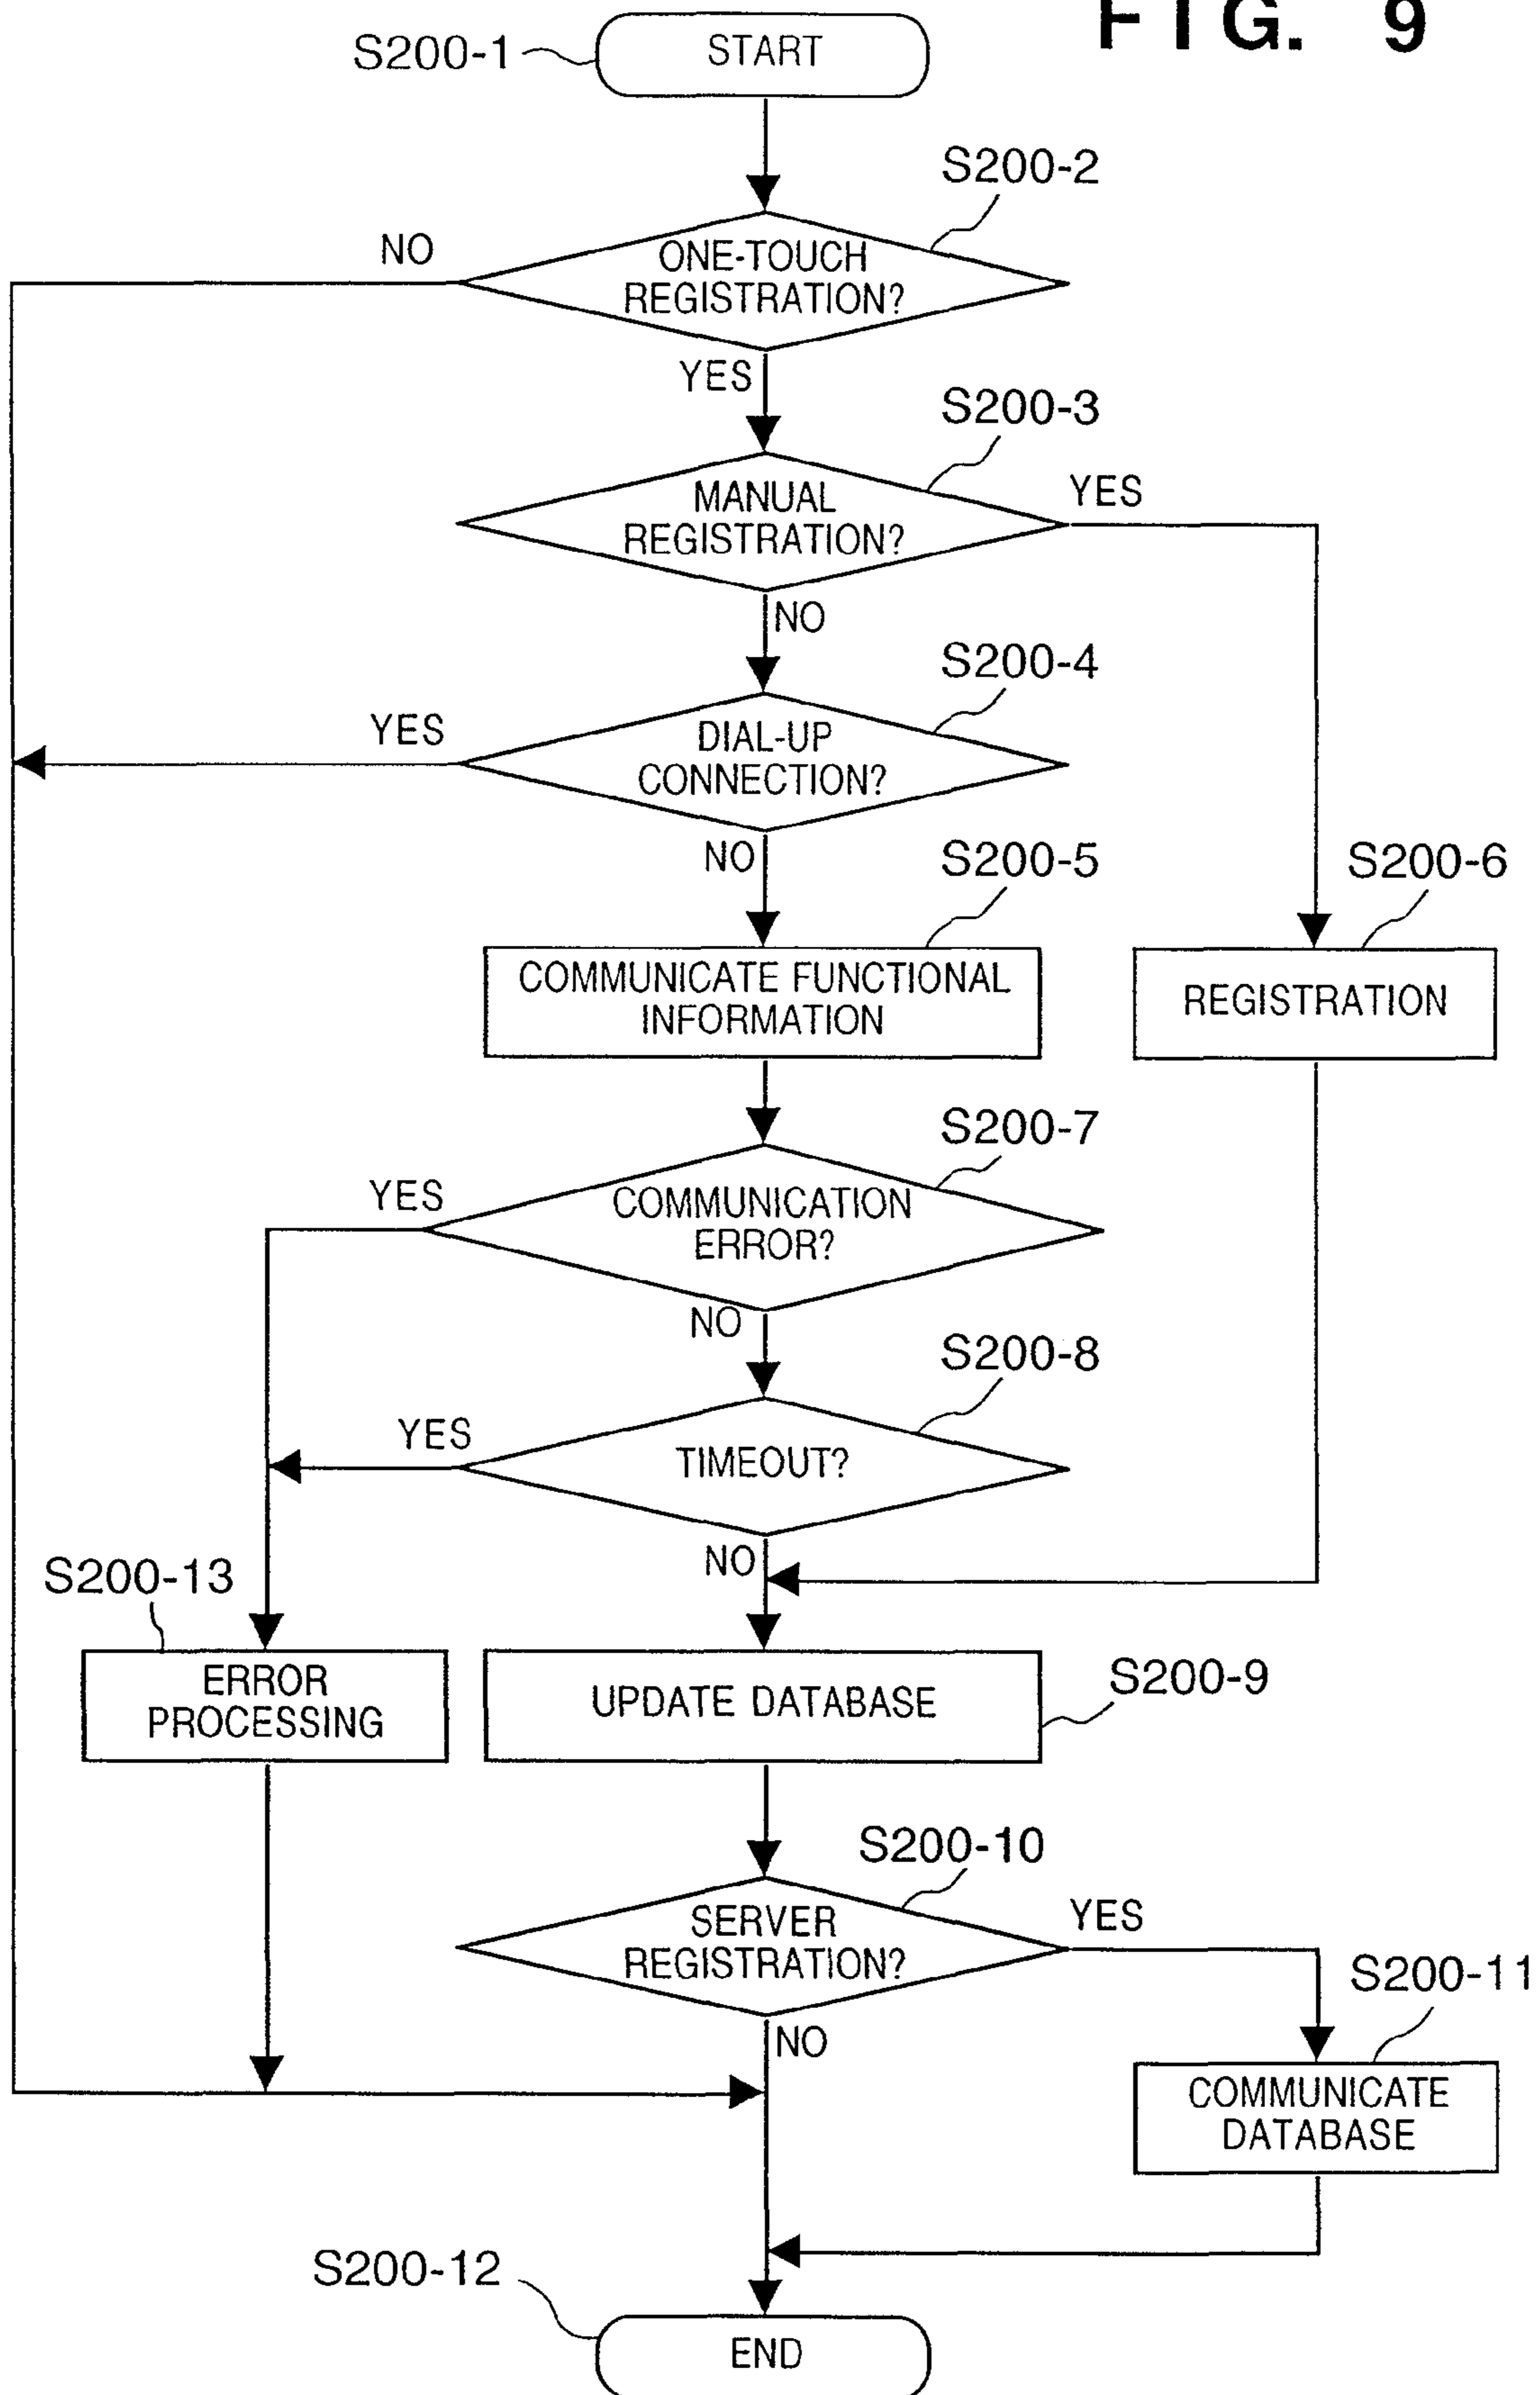 FIG. 9
S200-1
START
S200-2
NO
ONE-TOUCH
REGISTRATION?
YES
S200-3
MANUAL
REGISTRATION?
YES
NO
S200-4
YES
DIAL-UP
CONNECTION?
NO
S200-5
S200-6
COMMUNICATE FUNCTIONAL
INFORMATION
REGISTRATION
S200-7
YES
COMMUNICATION
ERROR?
NO
S200-8
YES
TIMEOUT?
NO
S200-13
ERROR
PROCESSING
UPDATE DATABASE
S200-9
S200-10
SERVER
REGISTRATION?
YES
S200-11
NO
COMMUNICATE
DATABASE
S200-12
END